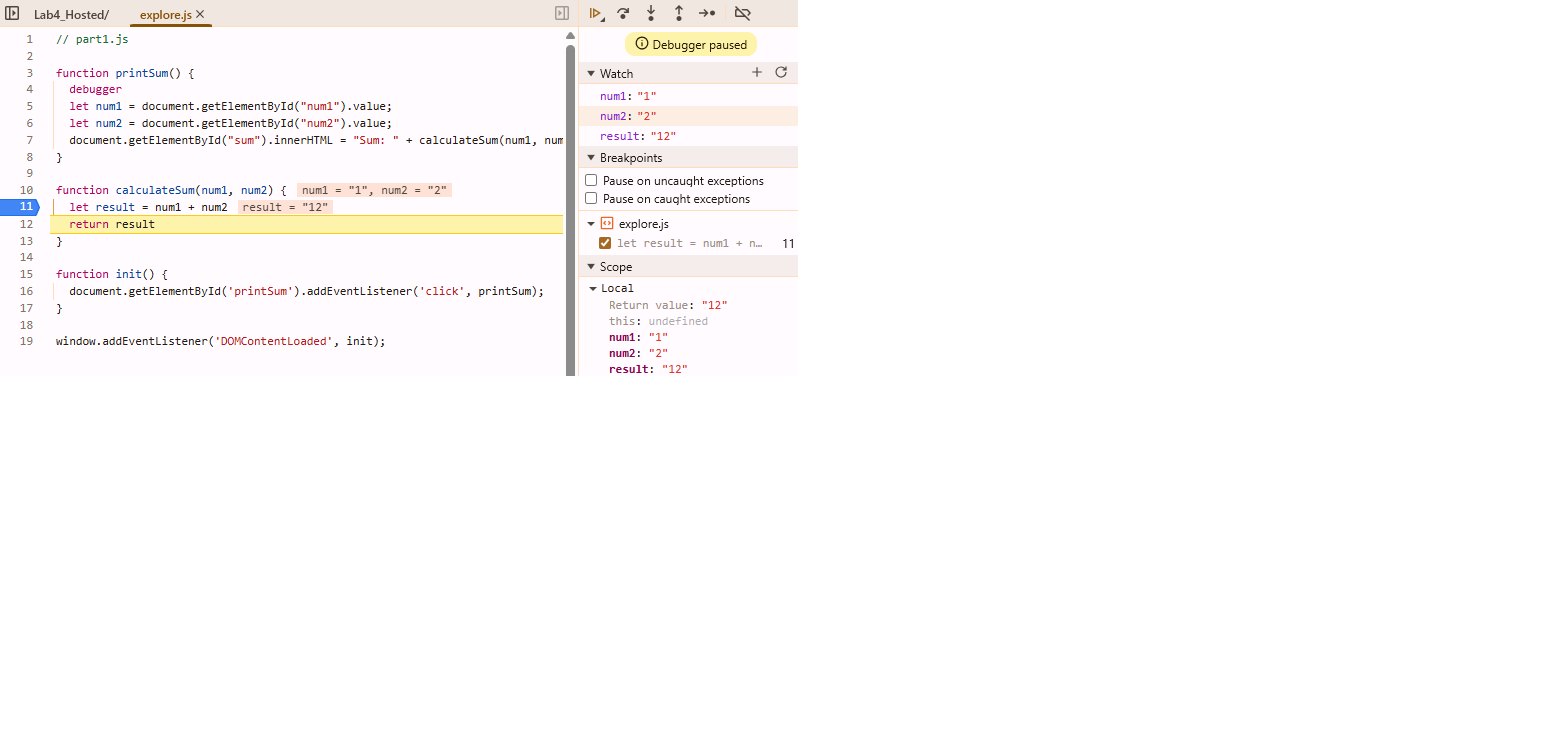 Lab4_Hosted/ explore.js
1 // part1.js
2
3 function printSum() {
4 debugger
5 let num1 = document.getElementById("num1").value;
6 let num2 = document.getElementById("num2").value;
7 document.getElementById("sum").innerHTML = "Sum: " + calculateSum(num1, num
8 }
9
10 function calculateSum(num1, num2) { num1 = "1", num2 = "2"
11 let result = num1 + num2 result = "12"
12 return result
13 }
14
15 function init() {
16 document.getElementById('printSum').addEventListener('click', printSum);
17 }
18
19 window.addEventListener('DOMContentLoaded', init);
Debugger paused
Watch
num1: "1"
num2: "2"
result: "12"
Breakpoints
Pause on uncaught exceptions
Pause on caught exceptions
explore.js
let result = num1 + n… 11
Scope
Local
Return value: "12"
this: undefined
num1: "1"
num2: "2"
result: "12"